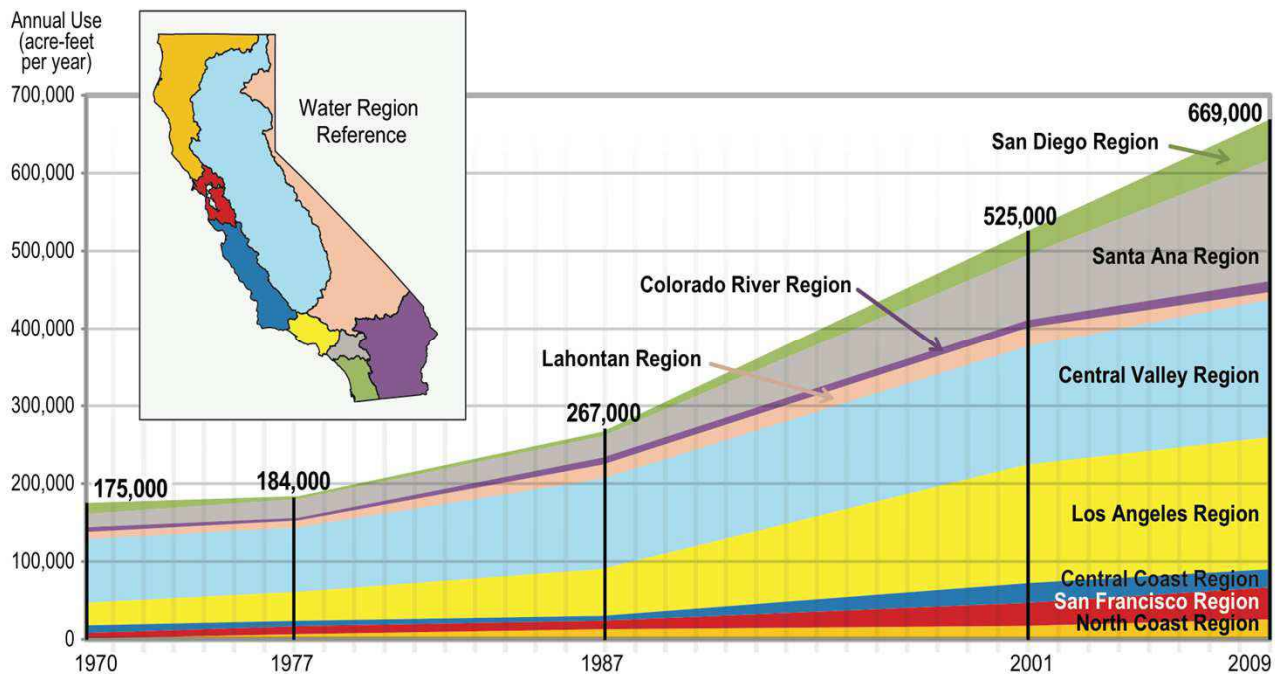 Annual Use
(acre-feet
per year)
700,000
600,000
500,000
400,000
300,000
200,000
100,000
0
Water Region
Reference
669,000
San Diego Region
525,000
Santa Ana Region
Colorado River Region
Lahontan Region
Central Valley Region
267,000
175,000
184,000
Los Angeles Region
Central Coast Region
San Francisco Region
North Coast Region
1970
1977
1987
2001
2009